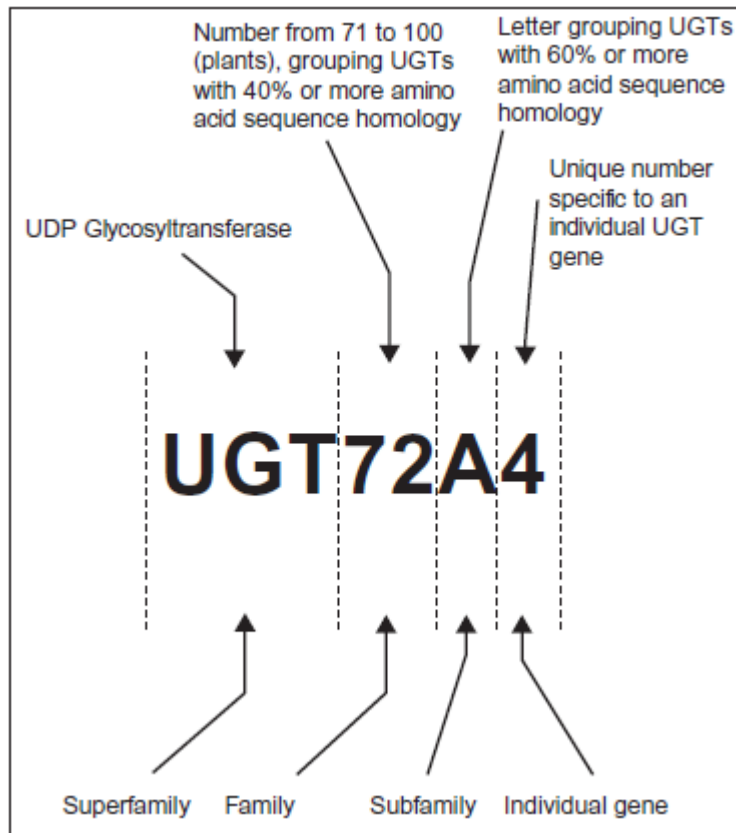 Number from 71 to 100
(plants), grouping UGTs
with 40% or more amino
acid sequence homology
Letter grouping UGTs
with 60% or more
amino acid sequence
homology
Unique number
specific to an
individual UGT
gene
UDP Glycosyltransferase
UGT72A4
Superfamily Family Subfamily Individual gene